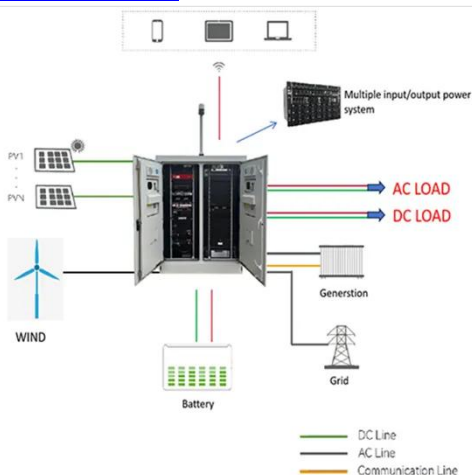 Multiple input/output power
system
PV1
PVN
AC LOAD
DC LOAD
WIND
Generstion
Battery
Grid
DC Line
AC Line
Communication Line